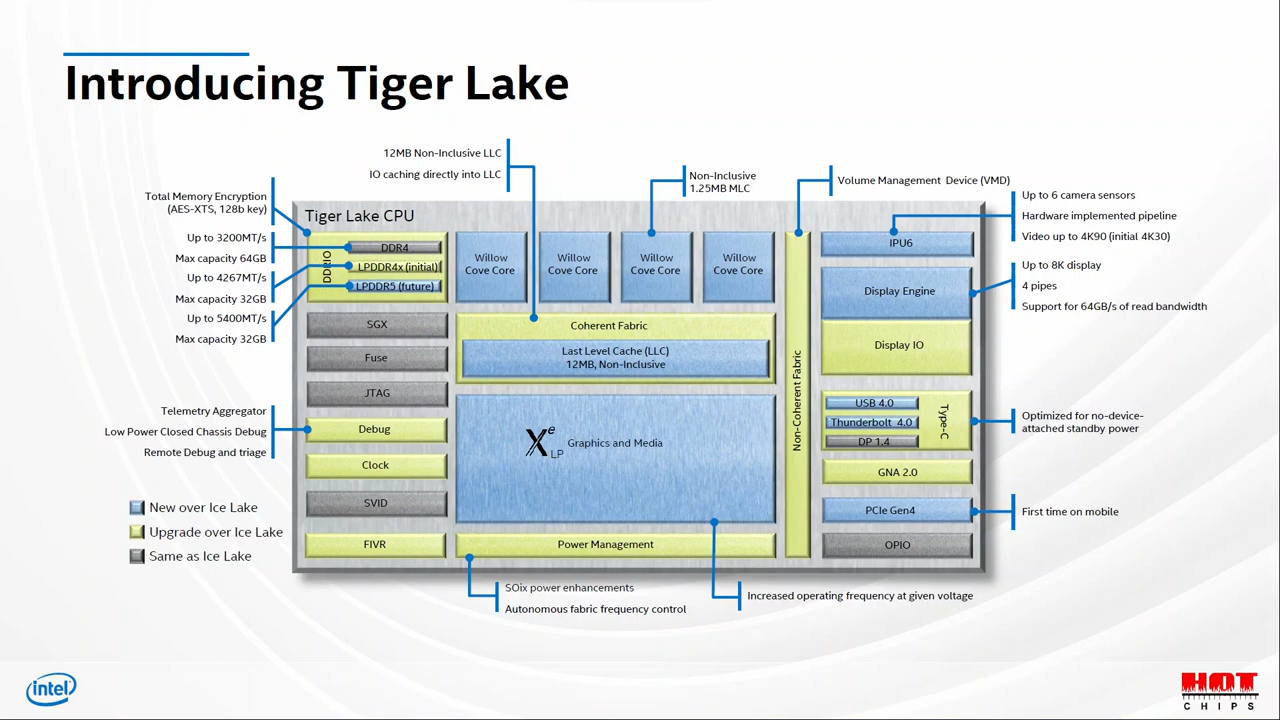 Introducing Tiger Lake
12MB Non-Inclusive LLC
IO caching directly into LLC
Non-Inclusive
1.25MB MLC
Volume Management Device (VMD)
Total Memory Encryption
(AES-XTS, 128b key)
Up to 3200MT/s
Max capacity 64GB
Up to 4267MT/s
Max capacity 32GB
Up to 5400MT/s
Max capacity 32GB
Telemetry Aggregator
Low Power Closed Chassis Debug
Remote Debug and triage
New over Ice Lake
Upgrade over Ice Lake
Same as Ice Lake
Tiger Lake CPU
DDRIO
DDR4
LPDDR4x (initial)
LPDDR5 (future)
SGX
Fuse
JTAG
Debug
Clock
SVID
FIVR
Willow
Cove Core
Willow
Cove Core
Willow
Cove Core
Willow
Cove Core
Coherent Fabric
Last Level Cache (LLC)
12MB, Non-Inclusive
Xe
LP
Graphics and Media
Power Management
Non-Coherent Fabric
IPU6
Display Engine
Display IO
USB 4.0
Thunderbolt 4.0
DP 1.4
Type-C
GNA 2.0
PCIe Gen4
OPIO
Up to 6 camera sensors
Hardware implemented pipeline
Video up to 4K90 (initial 4K30)
Up to 8K display
4 pipes
Support for 64GB/s of read bandwidth
Optimized for no-device-
attached standby power
First time on mobile
SOix power enhancements
Autonomous fabric frequency control
Increased operating frequency at given voltage
intel
HOT
CHIPS